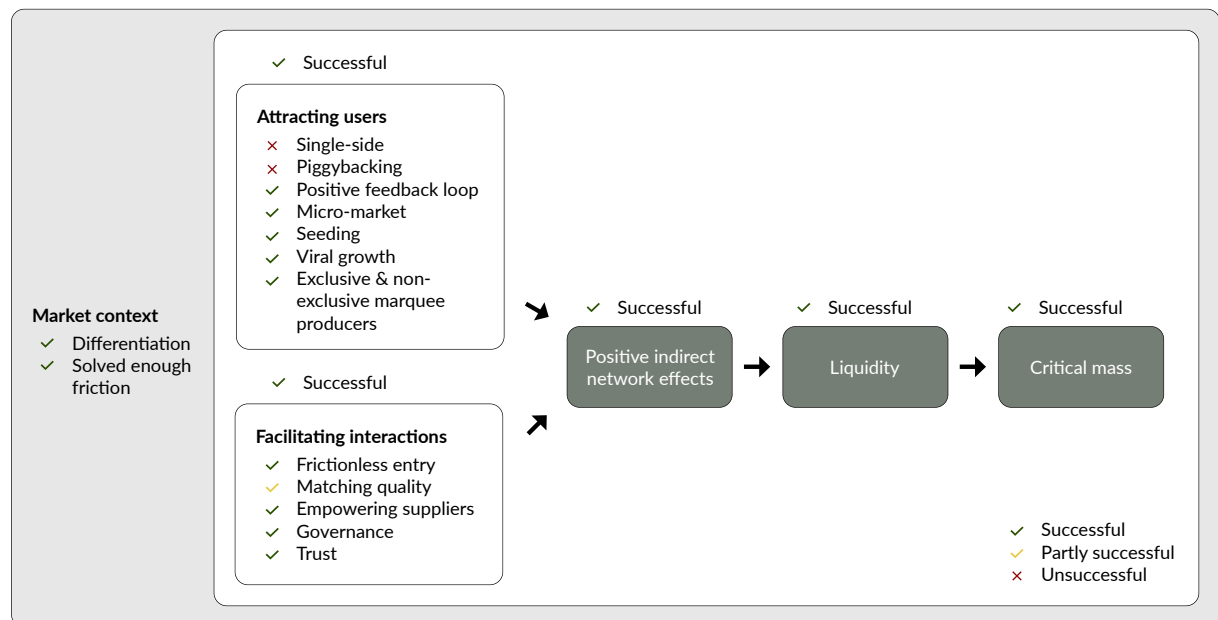 Market context
Differentiation
Solved enough
friction
Successful
Attracting users
Single-side
Piggybacking
Positive feedback loop
Micro-market
Seeding
Viral growth
Exclusive & non-
exclusive marquee
producers
Successful
Facilitating interactions
Frictionless entry
Matching quality
Empowering suppliers
Governance
Trust
Successful
Positive indirect
network effects
Successful
Liquidity
Successful
Critical mass
Successful
Partly successful
Unsuccessful